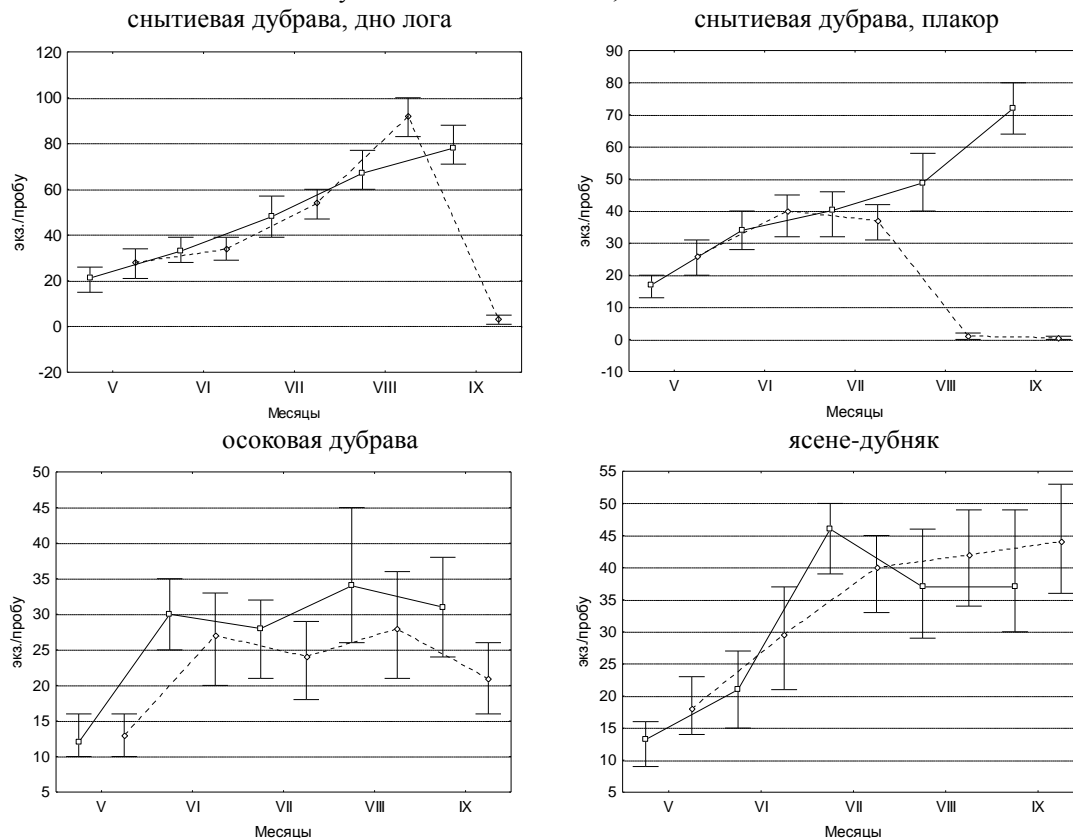 снытиевая дубрава, дно лога
120
100
80
60
40
20
0
-20
экз./пробу
V VI VII VIII IX
Месяцы
снытиевая дубрава, плакор
90
80
70
60
50
40
30
20
10
0
-10
экз./пробу
V VI VII VIII IX
Месяцы
осоковая дубрава
50
45
40
35
30
25
20
15
10
5
экз./пробу
V VI VII VIII IX
Месяцы
ясене-дубняк
55
50
45
40
35
30
25
20
15
10
5
экз./пробу
V VI VII VIII IX
Месяцы